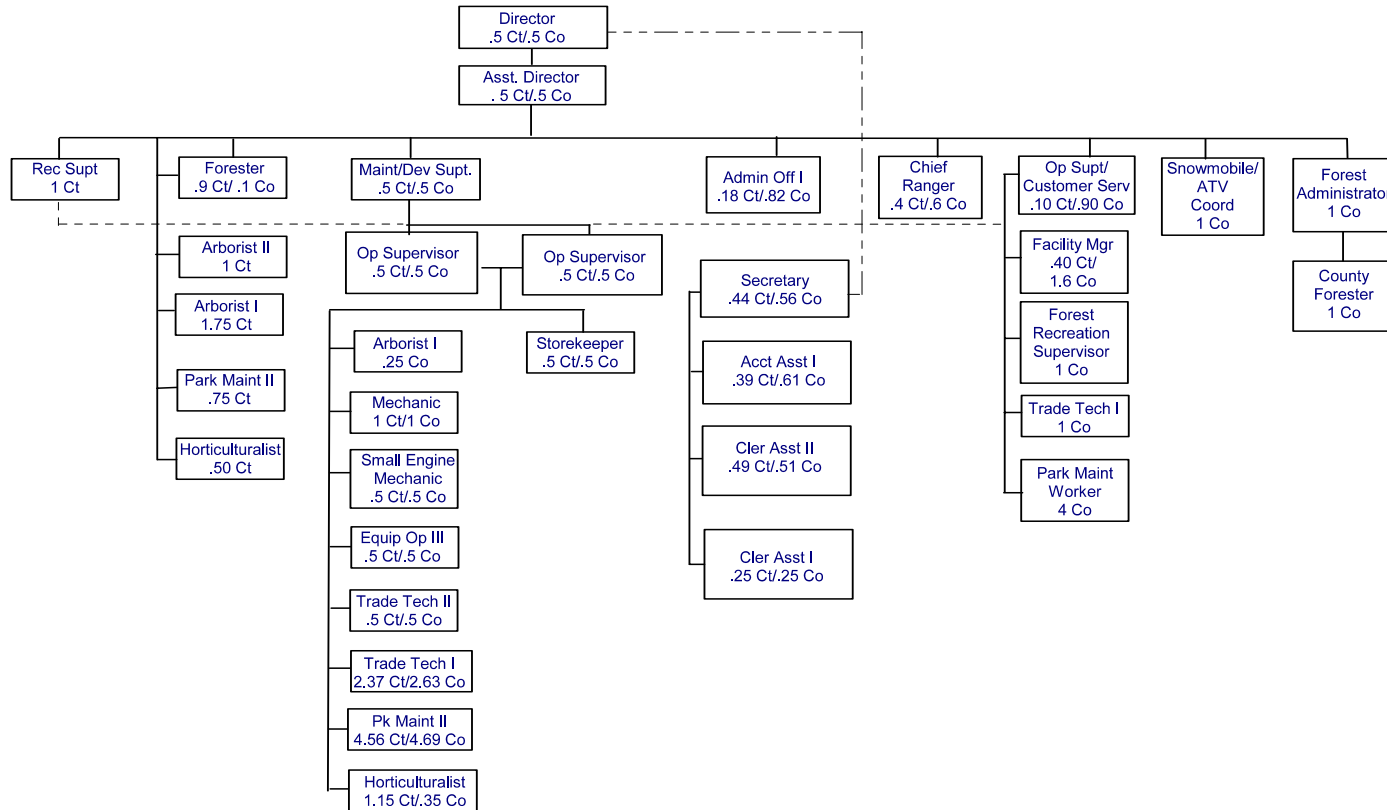 Director
.5 Ct/.5 Co
Asst. Director
. 5 Ct/.5 Co
Rec Supt
1 Ct
Forester
.9 Ct/ .1 Co
Maint/Dev Supt.
.5 Ct/.5 Co
Admin Off I
.18 Ct/.82 Co
Chief
Ranger
.4 Ct/.6 Co
Op Supt/
Customer Serv
.10 Ct/.90 Co
Snowmobile/
ATV
Coord
1 Co
Forest
Administrator
1 Co
Arborist II
1 Ct
Arborist I
1.75 Ct
Park Maint II
.75 Ct
Horticulturalist
.50 Ct
Op Supervisor
.5 Ct/.5 Co
Op Supervisor
.5 Ct/.5 Co
Arborist I
.25 Co
Storekeeper
.5 Ct/.5 Co
Mechanic
1 Ct/1 Co
Small Engine
Mechanic
.5 Ct/.5 Co
Equip Op III
.5 Ct/.5 Co
Trade Tech II
.5 Ct/.5 Co
Trade Tech I
2.37 Ct/2.63 Co
Pk Maint II
4.56 Ct/4.69 Co
Horticulturalist
1.15 Ct/.35 Co
Secretary
.44 Ct/.56 Co
Acct Asst I
.39 Ct/.61 Co
Cler Asst II
.49 Ct/.51 Co
Cler Asst I
.25 Ct/.25 Co
Facility Mgr
.40 Ct/
1.6 Co
Forest
Recreation
Supervisor
1 Co
Trade Tech I
1 Co
Park Maint
Worker
4 Co
County
Forester
1 Co